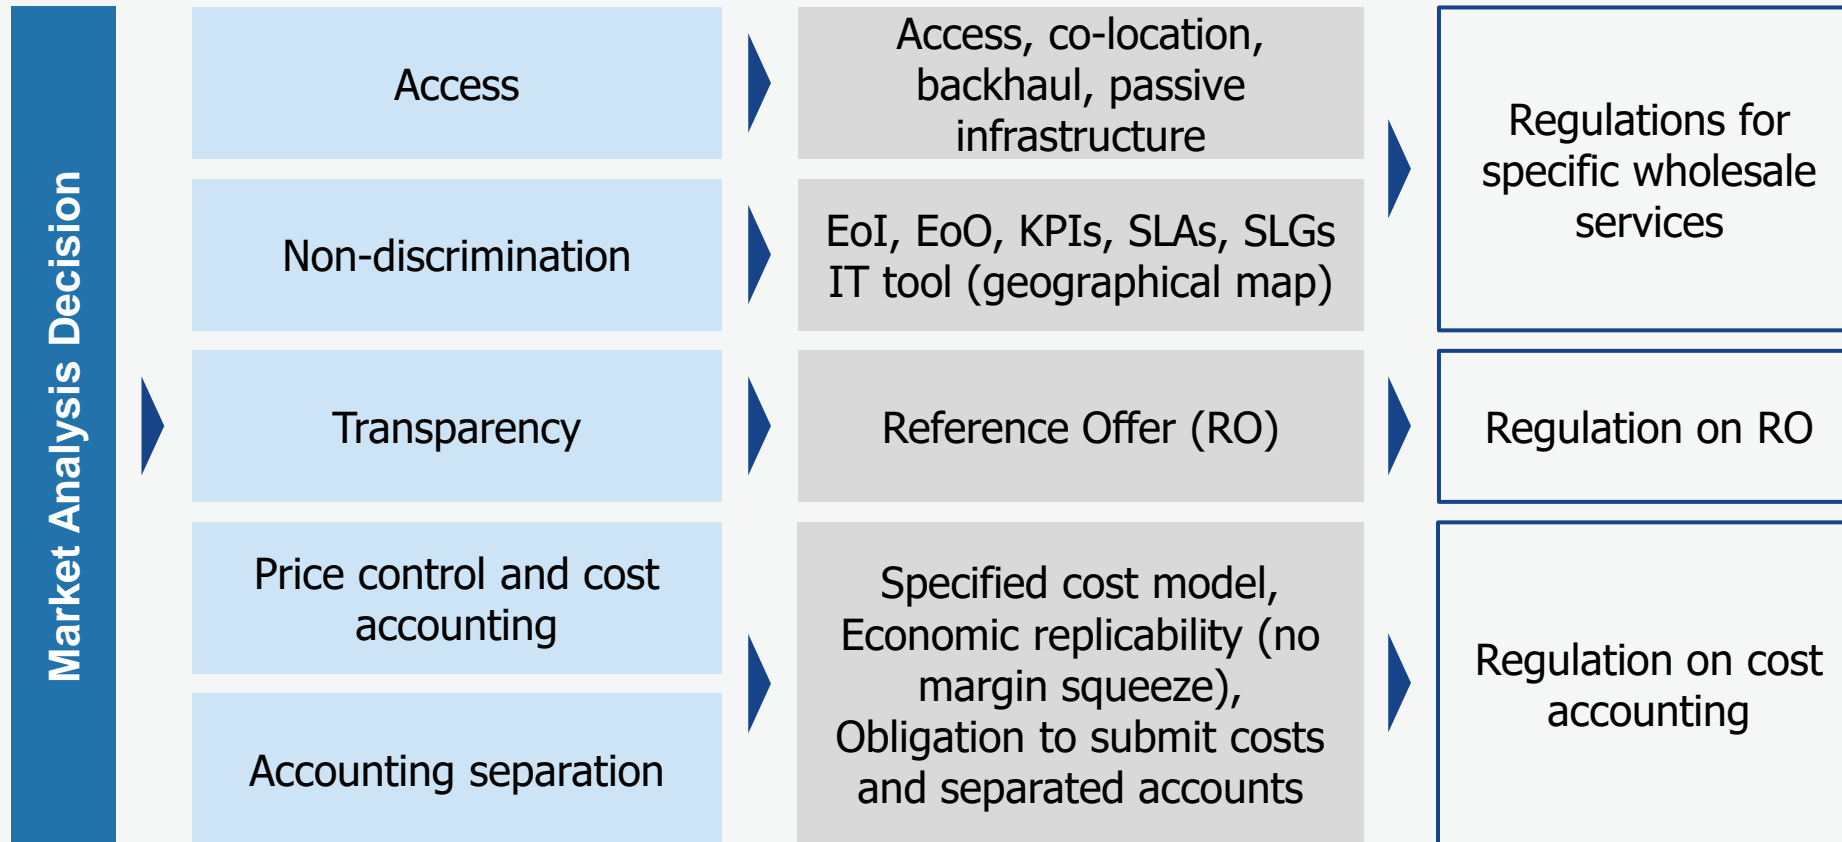 Market Analysis Decision
Access
Access, co-location,
backhaul, passive
infrastructure
Regulations for
specific wholesale
services
Non-discrimination
EoI, EoO, KPIs, SLAs, SLGs
IT tool (geographical map)
Transparency
Reference Offer (RO)
Regulation on RO
Price control and cost
accounting
Specified cost model,
Economic replicability (no
margin squeeze),
Obligation to submit costs
and separated accounts
Regulation on cost
accounting
Accounting separation